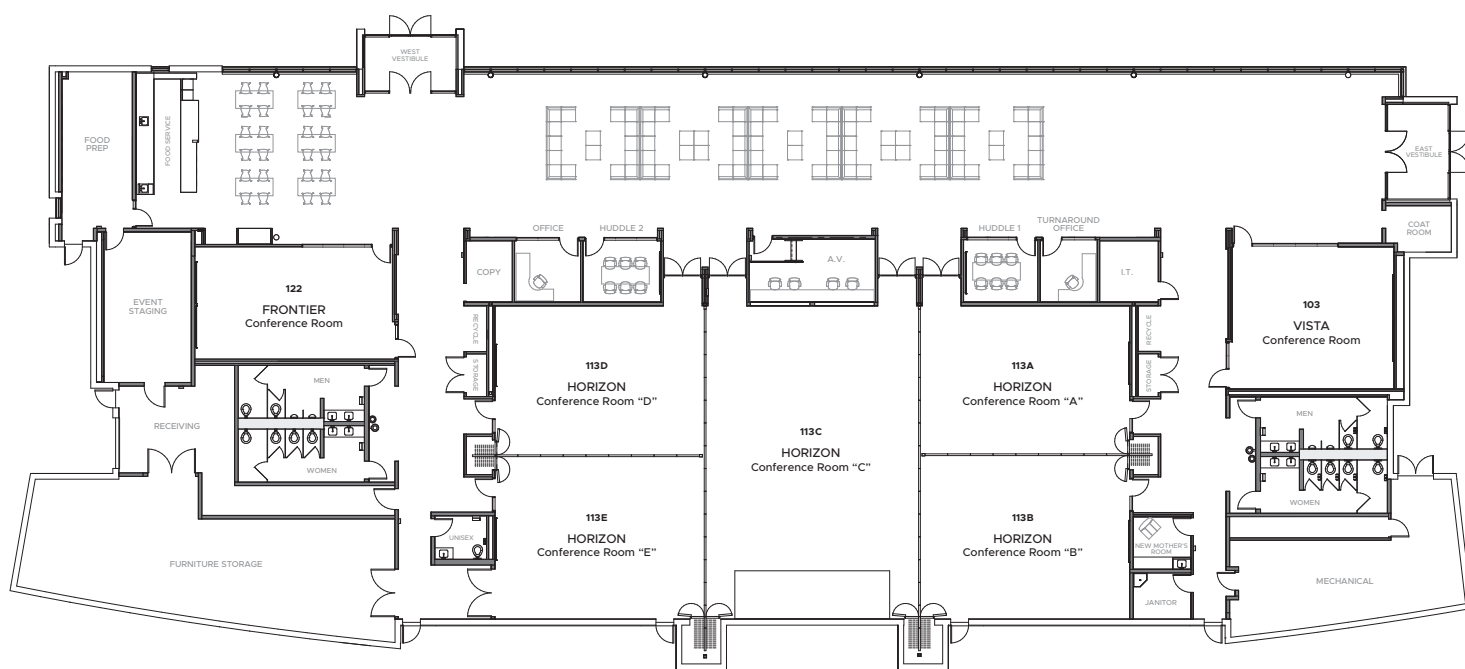 WEST
VESTIBULE
FOOD
PREP
FOOD SERVICE
EAST
VESTIBULE
COAT
ROOM
OFFICE
HUDDLE 2
HUDDLE 1
TURNAROUND
OFFICE
COPY
A.V.
I.T.
EVENT
STAGING
122
FRONTIER
Conference Room
103
VISTA
Conference Room
RECYCLE
STORAGE
RECYCLE
STORAGE
113D
HORIZON
Conference Room “D”
113A
HORIZON
Conference Room “A”
MEN
MEN
RECEIVING
113C
HORIZON
Conference Room “C”
WOMEN
WOMEN
113E
HORIZON
Conference Room “E”
113B
HORIZON
Conference Room “B”
UNISEX
NEW MOTHER'S
ROOM
FURNITURE STORAGE
MECHANICAL
JANITOR